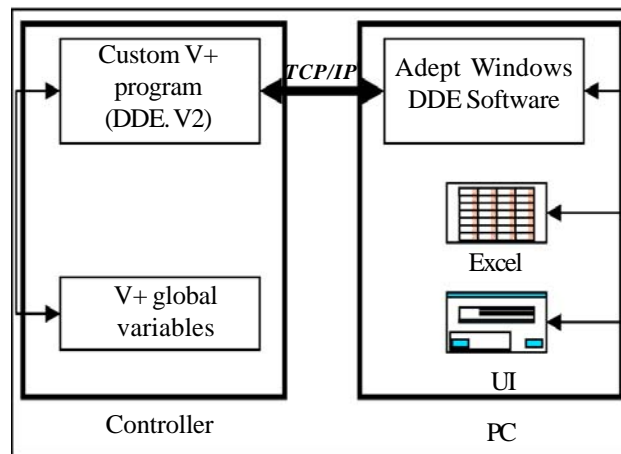 Custom V+
program
(DDE. V2)
TCP/IP
Adept Windows
DDE Software
Excel
V+ global
variables
UI
Controller
PC